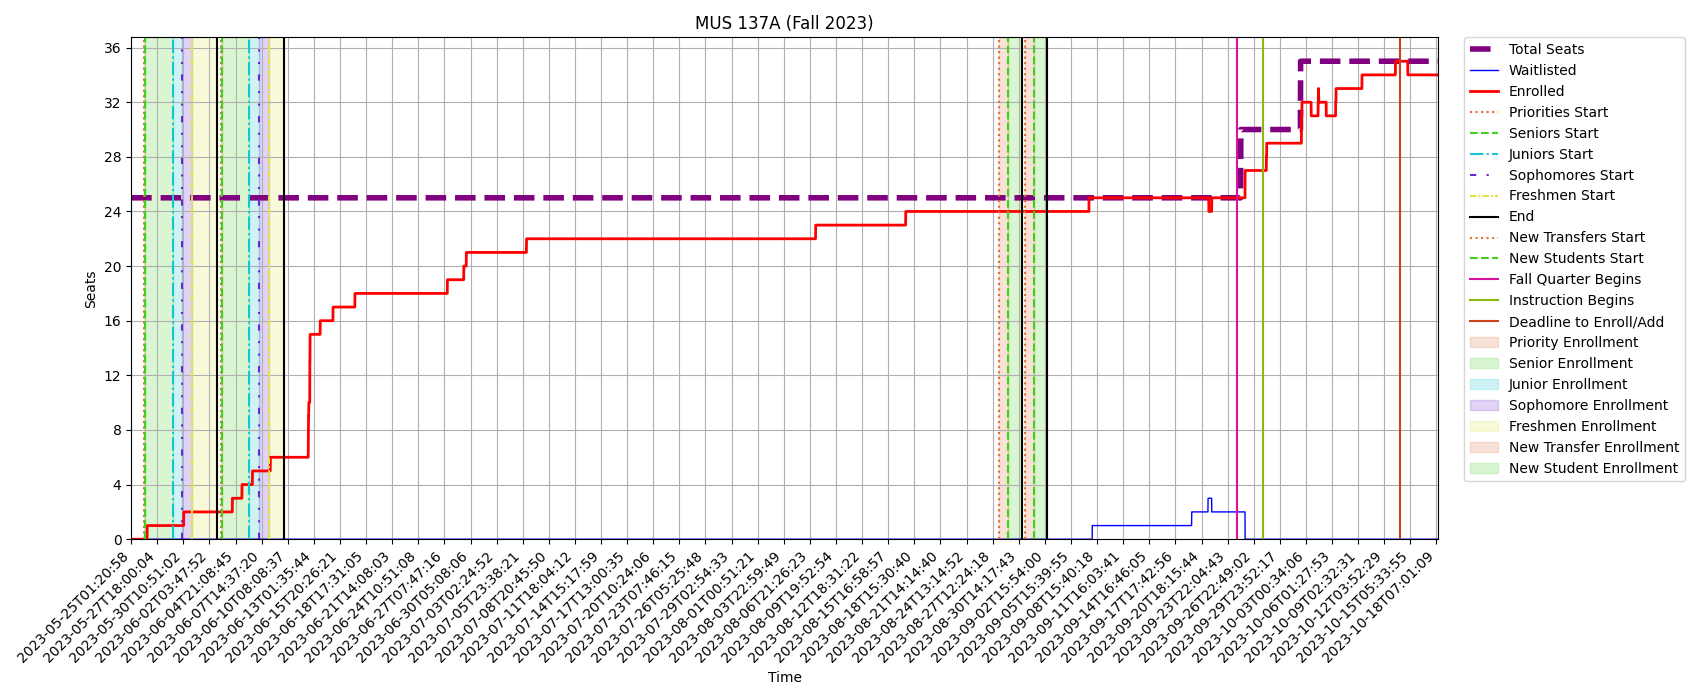 MUS 137A (Fall 2023)
Seats
36
32
28
24
20
16
12
8
4
0
2023-05-25T01:20:58
2023-05-27T18:00:04
2023-05-30T10:51:02
2023-06-02T03:47:52
2023-06-04T21:08:45
2023-06-07T14:37:20
2023-06-10T08:08:37
2023-06-13T01:35:44
2023-06-15T20:26:21
2023-06-18T17:31:05
2023-06-21T14:08:03
2023-06-24T10:51:08
2023-06-27T07:47:16
2023-06-30T05:08:06
2023-07-03T02:24:52
2023-07-05T23:38:21
2023-07-08T20:45:50
2023-07-11T18:04:12
2023-07-14T15:17:59
2023-07-17T13:00:35
2023-07-20T10:24:06
2023-07-23T07:46:15
2023-07-26T05:25:48
2023-07-29T02:54:33
2023-08-01T00:51:21
2023-08-03T22:59:49
2023-08-06T21:26:23
2023-08-09T19:52:54
2023-08-12T18:31:22
2023-08-15T16:58:57
2023-08-18T15:30:40
2023-08-21T14:14:40
2023-08-24T13:14:52
2023-08-27T12:24:18
2023-08-30T14:17:43
2023-09-02T15:54:00
2023-09-05T15:39:55
2023-09-08T15:40:18
2023-09-11T16:03:41
2023-09-14T16:46:05
2023-09-17T17:42:56
2023-09-20T18:15:44
2023-09-23T22:04:43
2023-09-26T22:49:02
2023-09-29T23:52:17
2023-10-03T00:34:06
2023-10-06T01:27:53
2023-10-09T02:32:31
2023-10-12T03:52:29
2023-10-15T05:33:55
2023-10-18T07:01:09
Time
Total Seats
Waitlisted
Enrolled
Priorities Start
Seniors Start
Juniors Start
Sophomores Start
Freshmen Start
End
New Transfers Start
New Students Start
Fall Quarter Begins
Instruction Begins
Deadline to Enroll/Add
Priority Enrollment
Senior Enrollment
Junior Enrollment
Sophomore Enrollment
Freshmen Enrollment
New Transfer Enrollment
New Student Enrollment